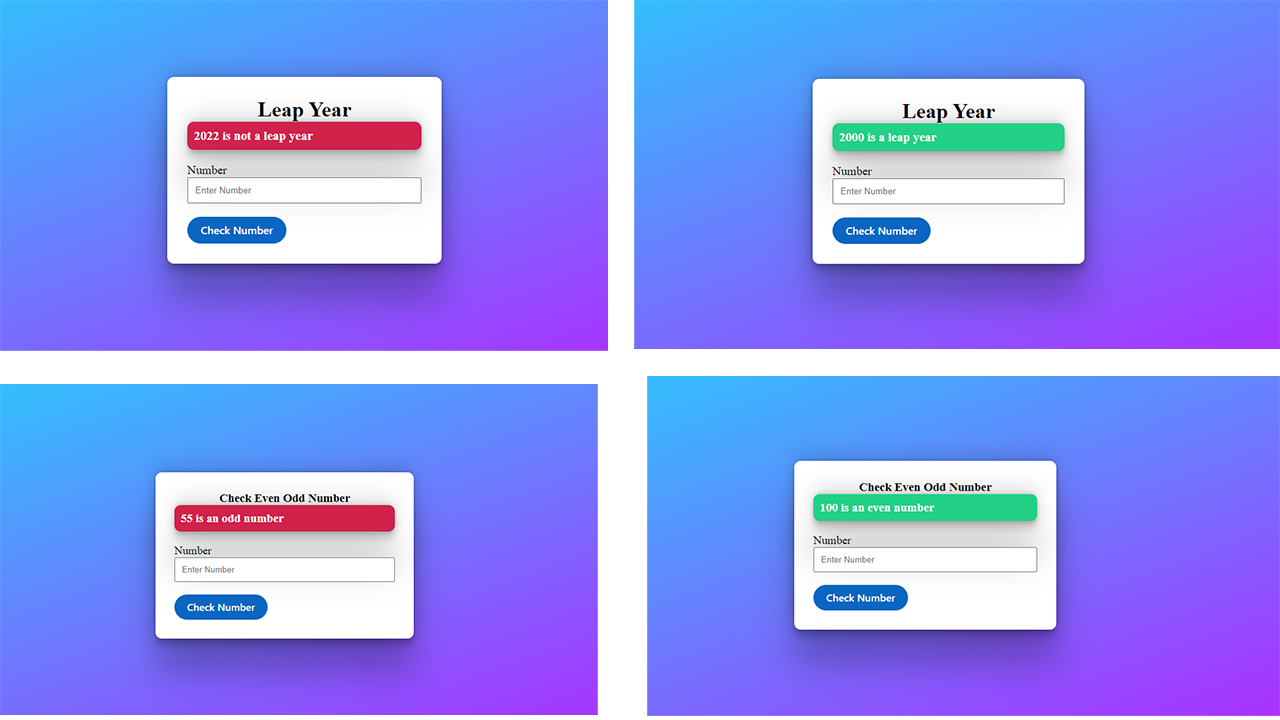 Leap Year
2022 is not a leap year
Number
Enter Number
Check Number
Leap Year
2000 is a leap year
Number
Enter Number
Check Number
Check Even Odd Number
55 is an odd number
Number
Enter Number
Check Number
Check Even Odd Number
100 is an even number
Number
Enter Number
Check Number